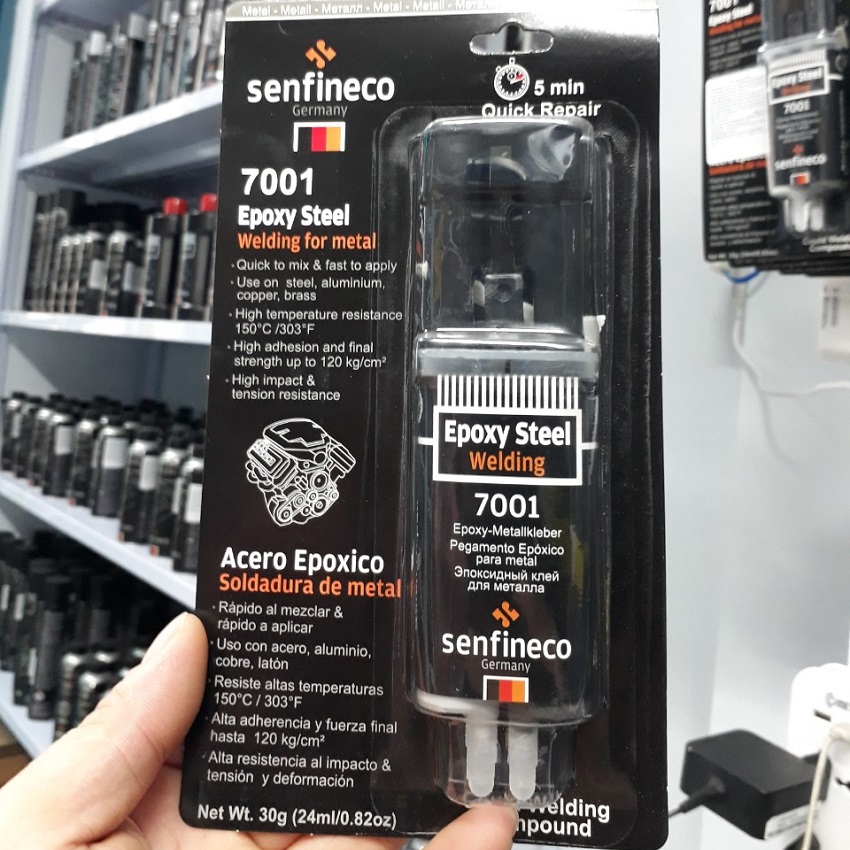 Metal - Metall - Металл - Metal - Metall - Металл
senfineco
Germany
5 min
Quick Repair
7001
Epoxy Steel
Welding for metal
· Quick to mix & fast to apply
· Use on steel, aluminium,
copper, brass
· High temperature resistance
150°C /303°F
· High adhesion and final
strength up to 120 kg/cm²
· High impact &
tension resistance
Acero Epoxico
Soldadura de metal
· Rápido al mezclar &
rápido a aplicar
· Uso con acero, aluminio,
cobre, latón
· Resiste altas temperaturas
150°C / 303°F
· Alta adherencia y fuerza final
hasta 120 kg/cm²
· Alta resistencia al impacto &
tensión y deformación
Net Wt. 30g (24ml/0.82oz)
Epoxy Steel
Welding
7001
Epoxy-Metallkleber
Pegamento Epóxico
para metal
Эпоксидный клей
для металла
senfineco
Germany
Welding
7001
Epoxy Steel
Epoxy Steel
7001
senfineco